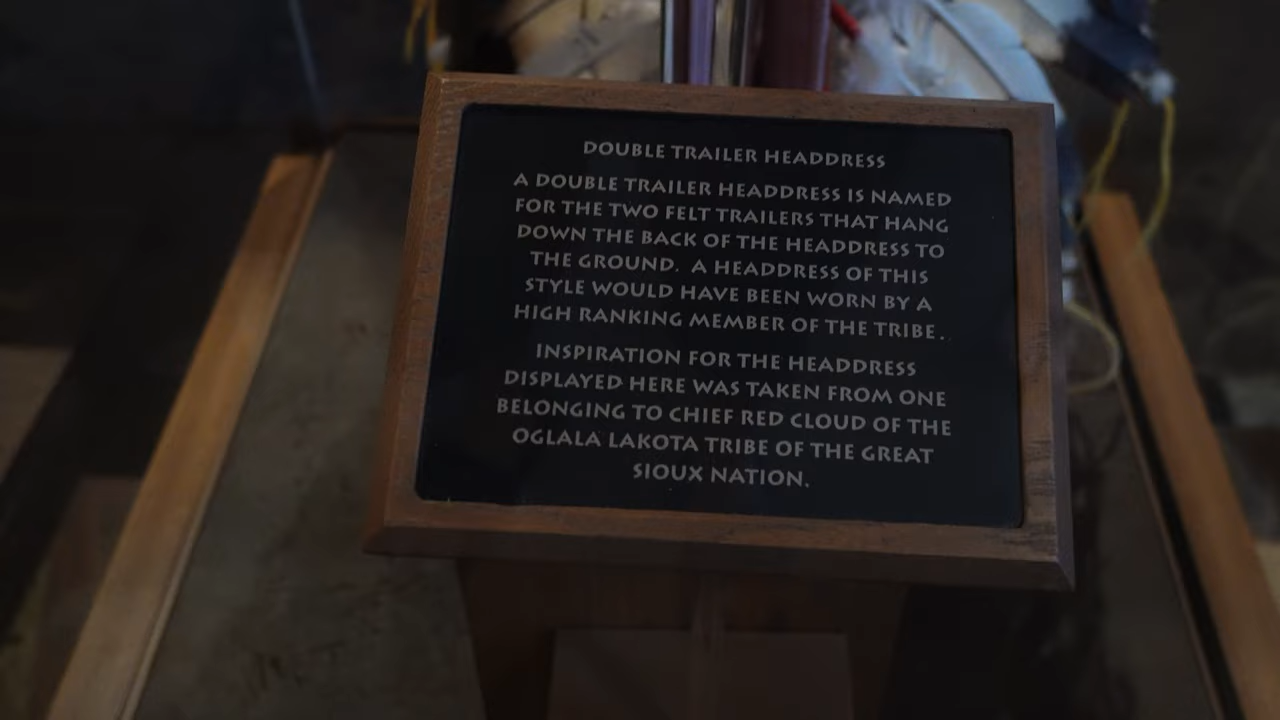 DOUBLE TRAILER HEADDRESS
A DOUBLE TRAILER HEADDRESS IS NAMED
FOR THE TWO FELT TRAILERS THAT HANG
DOWN THE BACK OF THE HEADDRESS TO
THE GROUND. A HEADDRESS OF THIS
STYLE WOULD HAVE BEEN WORN BY A
HIGH RANKING MEMBER OF THE TRIBE.
INSPIRATION FOR THE HEADDRESS
DISPLAYED HERE WAS TAKEN FROM ONE
BELONGING TO CHIEF RED CLOUD OF THE
OGLALA LAKOTA TRIBE OF THE GREAT
SIOUX NATION.